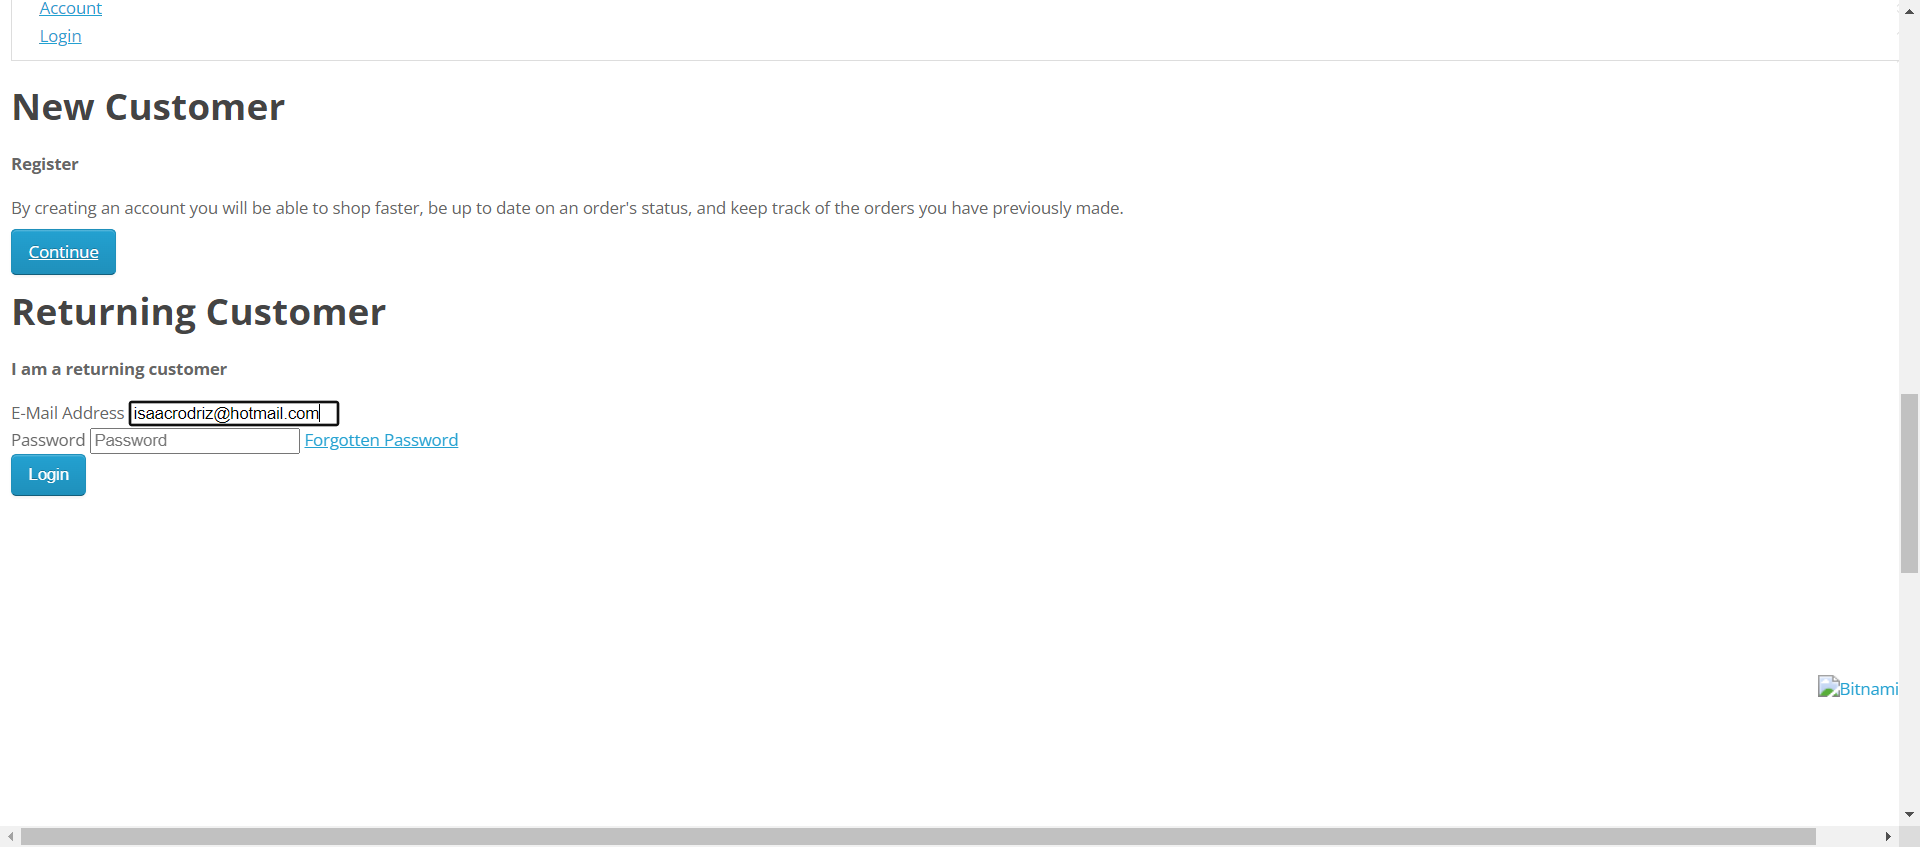 Account
Login
New Customer
Register
By creating an account you will be able to shop faster, be up to date on an order's status, and keep track of the orders you have previously made.
Continue
Returning Customer
I am a returning customer
E-Mail Address isaacrodriz@hotmail.com
Password Password Forgotten Password
Login
Bitnami